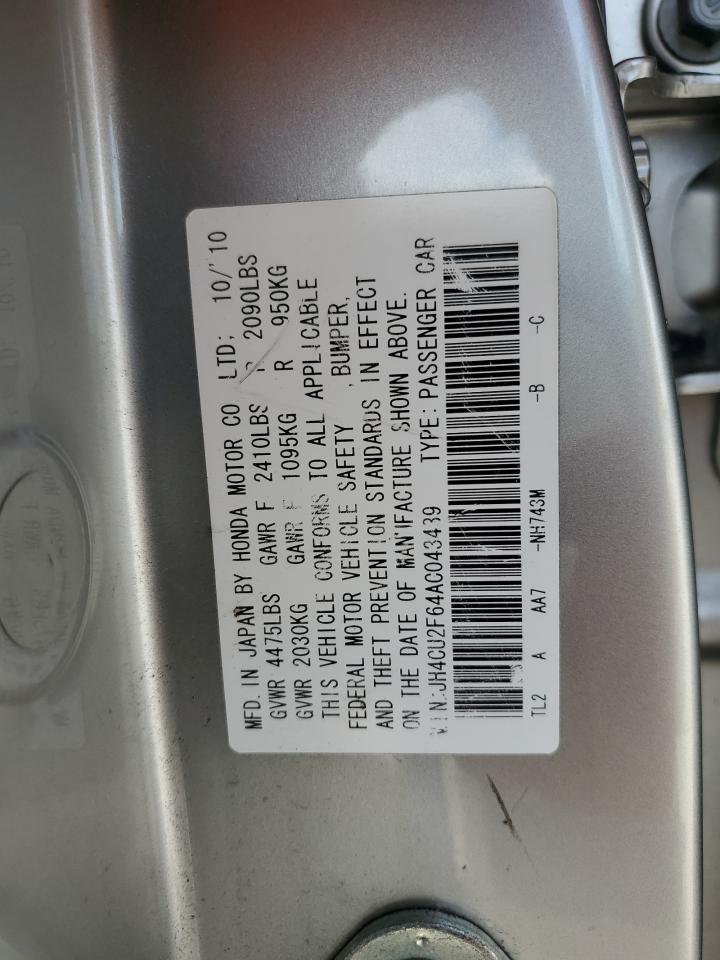 MFD. IN JAPAN BY HONDA MOTOR CO LTD; 10/'10
GVWR 4475LBS GAWR F 2410LBS 2090LBS
GVWR 2030KG GAWR F 1095KG R 950KG
THIS VEHICLE CONFORMS TO ALL APPLICABLE
FEDERAL MOTOR VEHICLE SAFETY , BUMPER,
AND THEFT PREVENTION STANDARDS IN EFFECT
ON THE DATE OF MANUFACTURE SHOWN ABOVE.
V.I.N.:JH4CU2F64AC043439 TYPE: PASSENGER CAR
TL2 A AA7 -NH743M -B -C